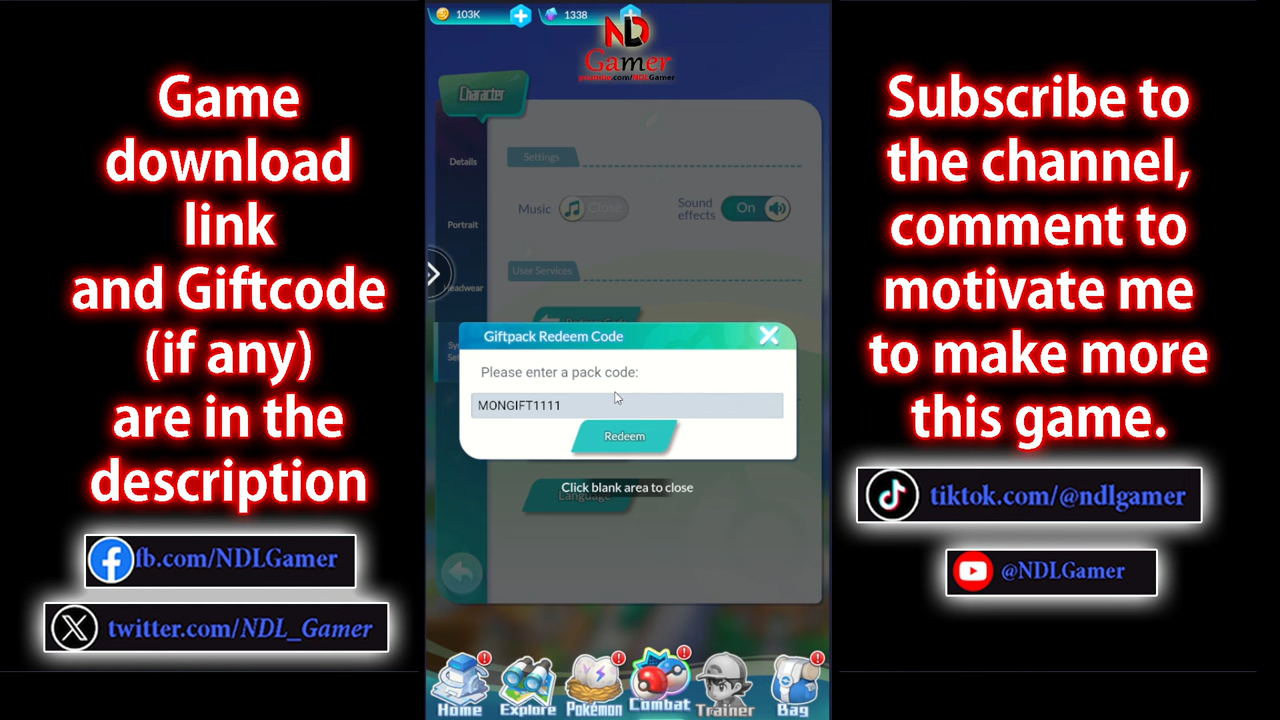 Game
download
link
and Giftcode
(if any)
are in the
description
fb.com/NDLGamer
twitter.com/NDL_Gamer
103K
1338
ND
Gamer
Character
Details
Portrait
Headwear
Settings
Music
Close
Sound
effects
On
User Services
Giftpack Redeem Code
Please enter a pack code:
MONGIFT1111
Redeem
Click blank area to close
Language
Home
Explore
Pokémon
Combat
Trainer
Bag
Subscribe to
the channel,
comment to
motivate me
to make more
this game.
tiktok.com/@ndlgamer
@NDLGamer